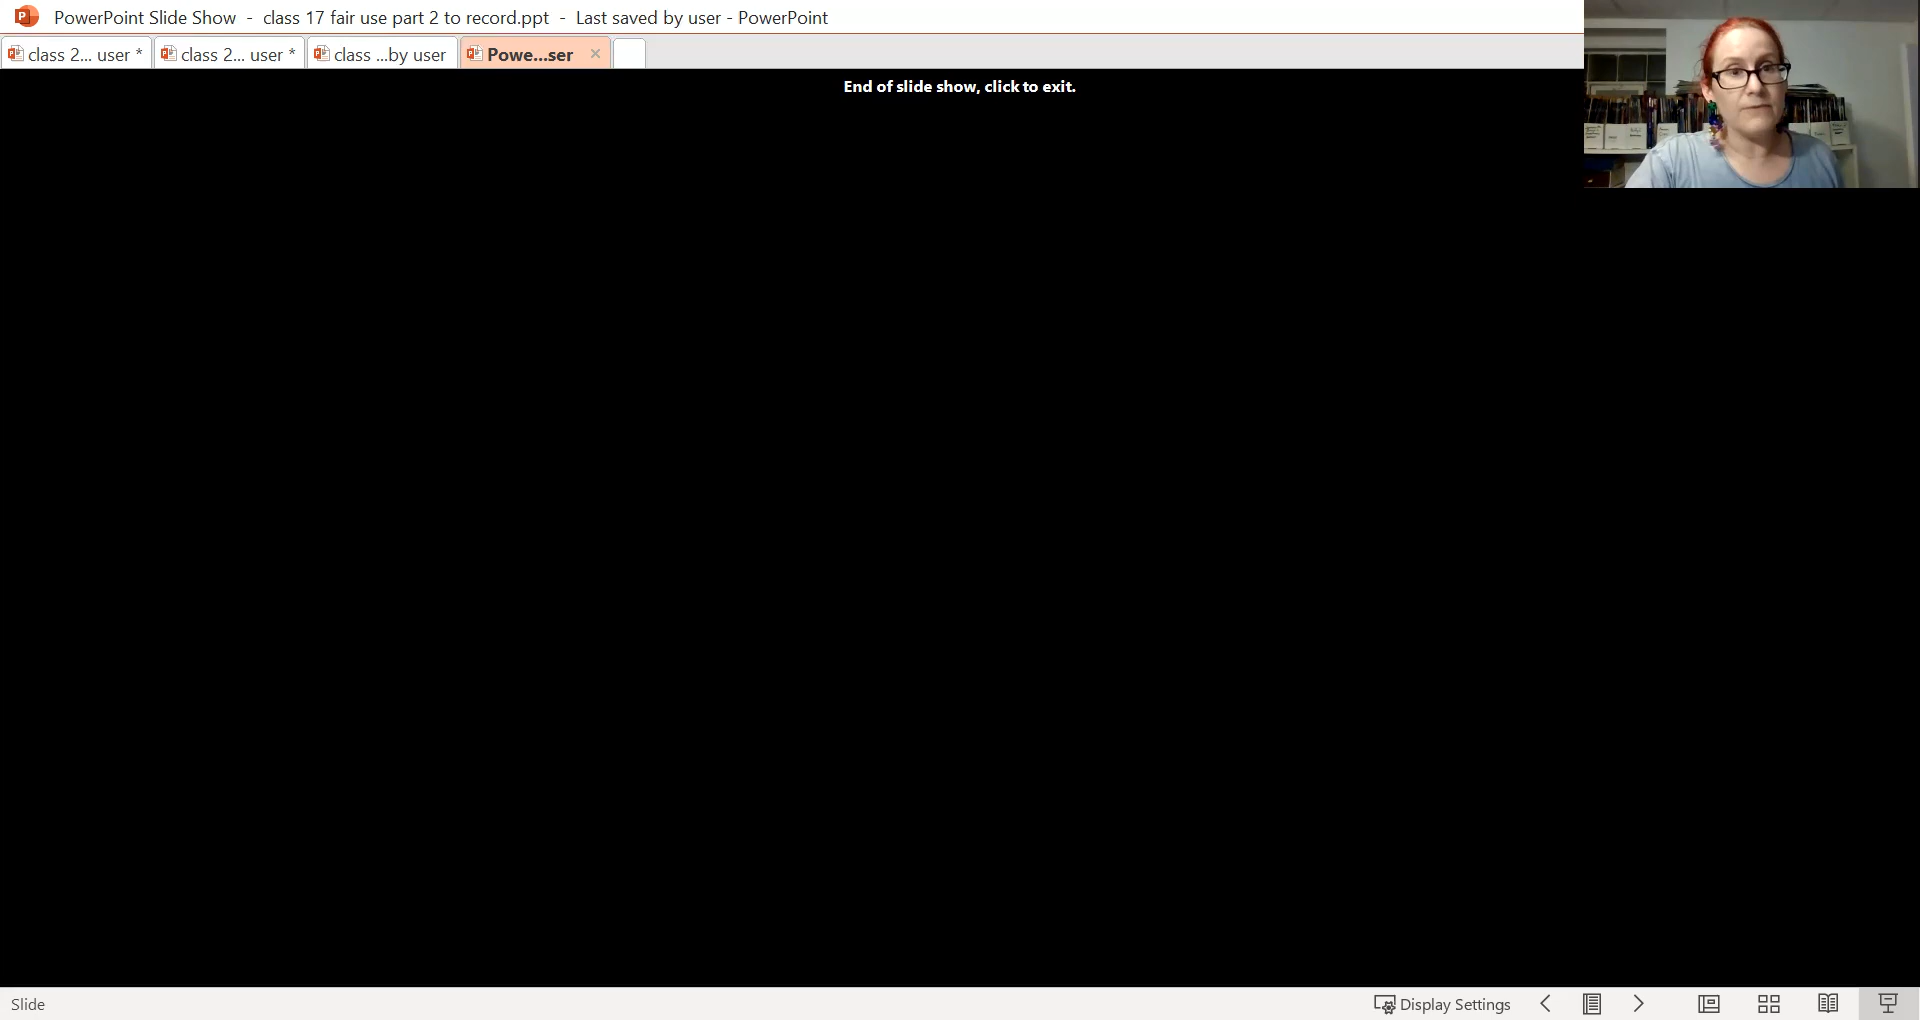 PowerPoint Slide Show - class 17 fair use part 2 to record.ppt - Last saved by user - PowerPoint
class 2... user *
class 2... user *
class ...by user
Powe...ser
End of slide show, click to exit.
Slide
Display Settings